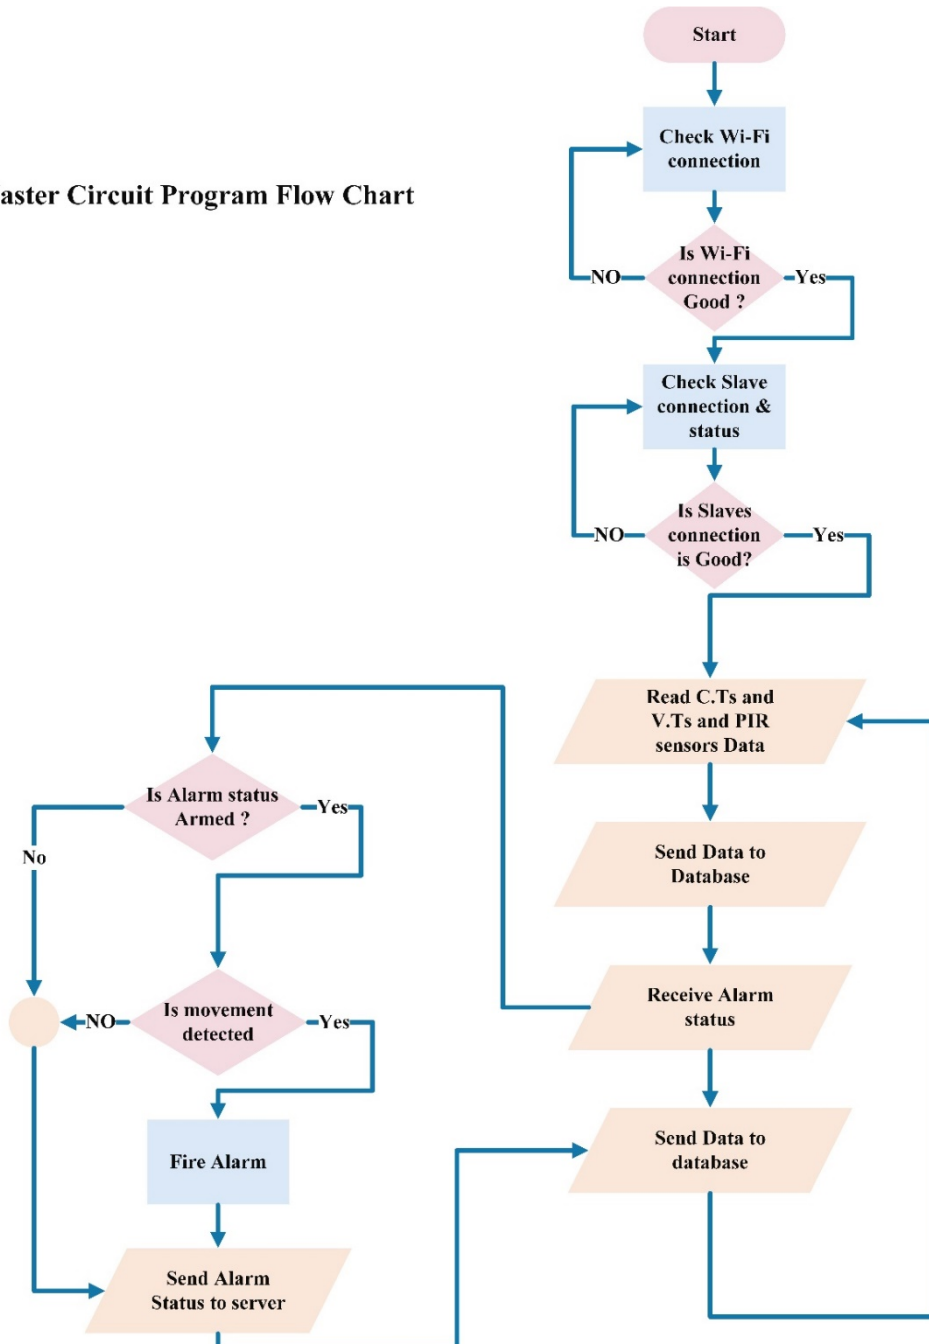 Start
Check Wi-Fi
connection
aster Circuit Program Flow Chart
Is Wi-Fi
connection
Good ?
NO
Yes
Check Slave
connection &
status
Is Slaves
connection
is Good?
NO
Yes
Read C.Ts and
V.Ts and PIR
sensors Data
Is Alarm status
Armed ?
Yes
No
Send Data to
Database
Receive Alarm
status
Is movement
detected
NO
Yes
Send Data to
database
Fire Alarm
Send Alarm
Status to server